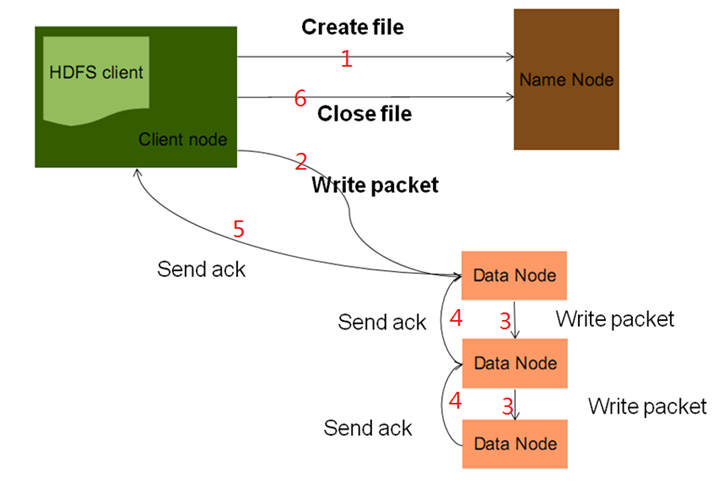 Create file
1
HDFS client
Name Node
6
Close file
Client node
2
Write packet
5
Send ack
Data Node
Send ack
4
3
Write packet
Data Node
4
3
Write packet
Send ack
Data Node